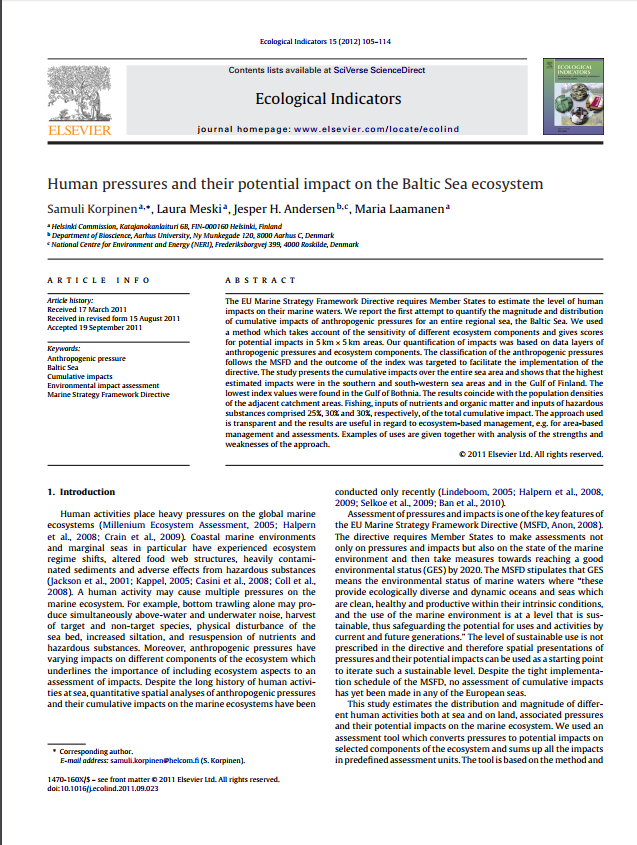 Ecological Indicators 15 (2012) 105–114
Contents lists available at SciVerse ScienceDirect
Ecological Indicators
journal homepage: www.elsevier.com/locate/ecolind
ELSEVIER
ECOLOGICAL
INDICATORS
Human pressures and their potential impact on the Baltic Sea ecosystem
Samuli Korpinen a,*, Laura Meski a, Jesper H. Andersen b,c, Maria Laamanen a
a Helsinki Commission, Katajanokanlaituri 6B, FIN-000160 Helsinki, Finland
b Department of Bioscience, Aarhus University, Ny Munkegade 120, 8000 Aarhus C, Denmark
c National Centre for Environment and Energy (NERI), Frederiksborgvej 399, 4000 Roskilde, Denmark
ARTICLE INFO
Article history:
Received 17 March 2011
Received in revised form 15 August 2011
Accepted 19 September 2011
Keywords:
Anthropogenic pressure
Baltic Sea
Cumulative impacts
Environmental impact assessment
Marine Strategy Framework Directive
ABSTRACT
The EU Marine Strategy Framework Directive requires Member States to estimate the level of human
impacts on their marine waters. We report the first attempt to quantify the magnitude and distribution
of cumulative impacts of anthropogenic pressures for an entire regional sea, the Baltic Sea. We used
a method which takes account of the sensitivity of different ecosystem components and gives scores
for potential impacts in 5 km × 5 km areas. Our quantification of impacts was based on data layers of
anthropogenic pressures and ecosystem components. The classification of the anthropogenic pressures
follows the MSFD and the outcome of the index was targeted to facilitate the implementation of the
directive. The study presents the cumulative impacts over the entire sea area and shows that the highest
estimated impacts were in the southern and south-western sea areas and in the Gulf of Finland. The
lowest index values were found in the Gulf of Bothnia. The results coincide with the population densities
of the adjacent catchment areas. Fishing, inputs of nutrients and organic matter and inputs of hazardous
substances comprised 25%, 30% and 30%, respectively, of the total cumulative impact. The approach used
is transparent and the results are useful in regard to ecosystem-based management, e.g. for area-based
management and assessments. Examples of uses are given together with analysis of the strengths and
weaknesses of the approach.
© 2011 Elsevier Ltd. All rights reserved.
1. Introduction
Human activities place heavy pressures on the global marine
ecosystems (Millenium Ecosystem Assessment, 2005; Halpern
et al., 2008; Crain et al., 2009). Coastal marine environments
and marginal seas in particular have experienced ecosystem
regime shifts, altered food web structures, heavily contami-
nated sediments and adverse effects from hazardous substances
(Jackson et al., 2001; Kappel, 2005; Casini et al., 2008; Coll et al.,
2008). A human activity may cause multiple pressures on the
marine ecosystem. For example, bottom trawling alone may pro-
duce simultaneously above-water and underwater noise, harvest
of target and non-target species, physical disturbance of the
sea bed, increased siltation, and resuspension of nutrients and
hazardous substances. Moreover, anthropogenic pressures have
varying impacts on different components of the ecosystem which
underlines the importance of including ecosystem aspects to an
assessment of impacts. Despite the long history of human activi-
ties at sea, quantitative spatial analyses of anthropogenic pressures
and their cumulative impacts on the marine ecosystems have been
* Corresponding author.
E-mail address: samuli.korpinen@helcom.fi (S. Korpinen).
1470-160X/$ – see front matter © 2011 Elsevier Ltd. All rights reserved.
doi:10.1016/j.ecolind.2011.09.023
conducted only recently (Lindeboom, 2005; Halpern et al., 2008,
2009; Selkoe et al., 2009; Ban et al., 2010).
Assessment of pressures and impacts is one of the key features of
the EU Marine Strategy Framework Directive (MSFD, Anon, 2008).
The directive requires Member States to make assessments not
only on pressures and impacts but also on the state of the marine
environment and then take measures towards reaching a good
environmental status (GES) by 2020. The MSFD stipulates that GES
means the environmental status of marine waters where “these
provide ecologically diverse and dynamic oceans and seas which
are clean, healthy and productive within their intrinsic conditions,
and the use of the marine environment is at a level that is sus-
tainable, thus safeguarding the potential for uses and activities by
current and future generations.” The level of sustainable use is not
prescribed in the directive and therefore spatial presentations of
pressures and their potential impacts can be used as a starting point
to iterate such a sustainable level. Despite the tight implementa-
tion schedule of the MSFD, no assessment of cumulative impacts
has yet been made in any of the European seas.
This study estimates the distribution and magnitude of differ-
ent human activities both at sea and on land, associated pressures
and their potential impacts on the marine ecosystem. We used an
assessment tool which converts pressures to potential impacts on
selected components of the ecosystem and sums up all the impacts
in predefined assessment units. The tool is based on the method and